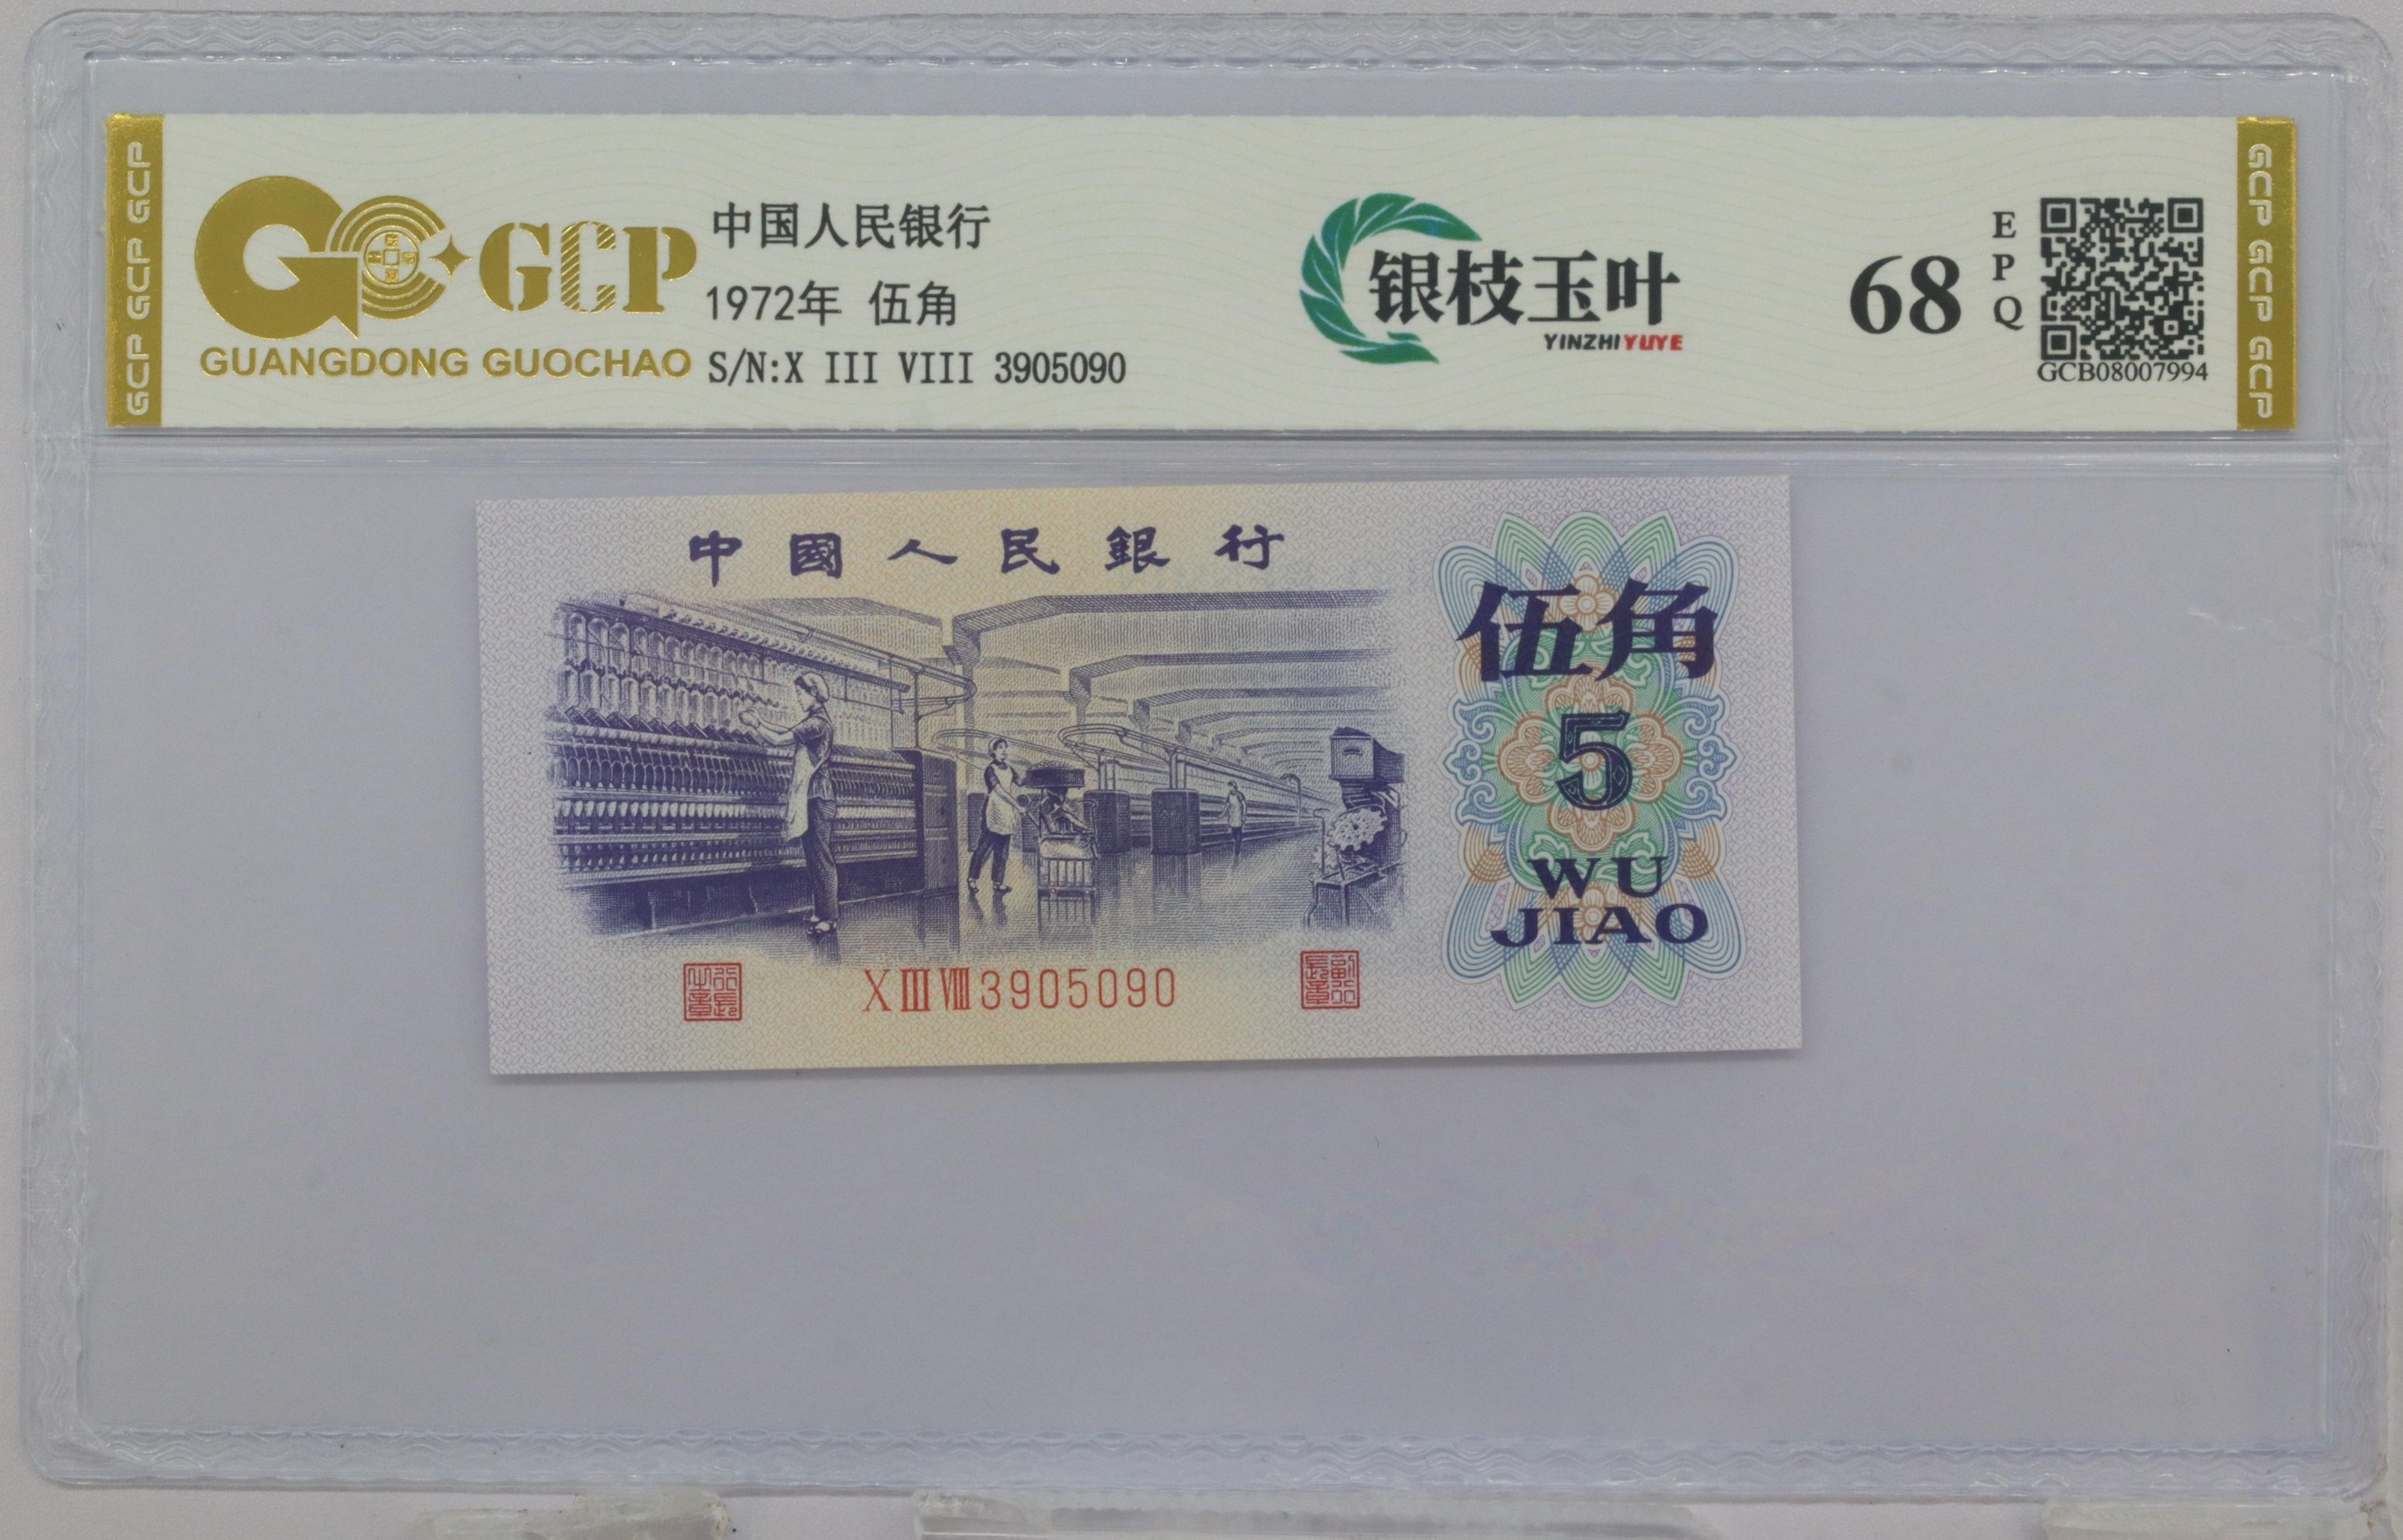 GCP GCP GCP
GCP
GUANGDONG GUOCHAO
中国人民银行
1972年 伍角
S/N:X III VIII 3905090
银枝玉叶
YINZHIYUYE
68
EPQ
GCB08007994
GCP GCP GCP
中國人民銀行
伍角
5
WU
JIAO
X III VIII 3905090